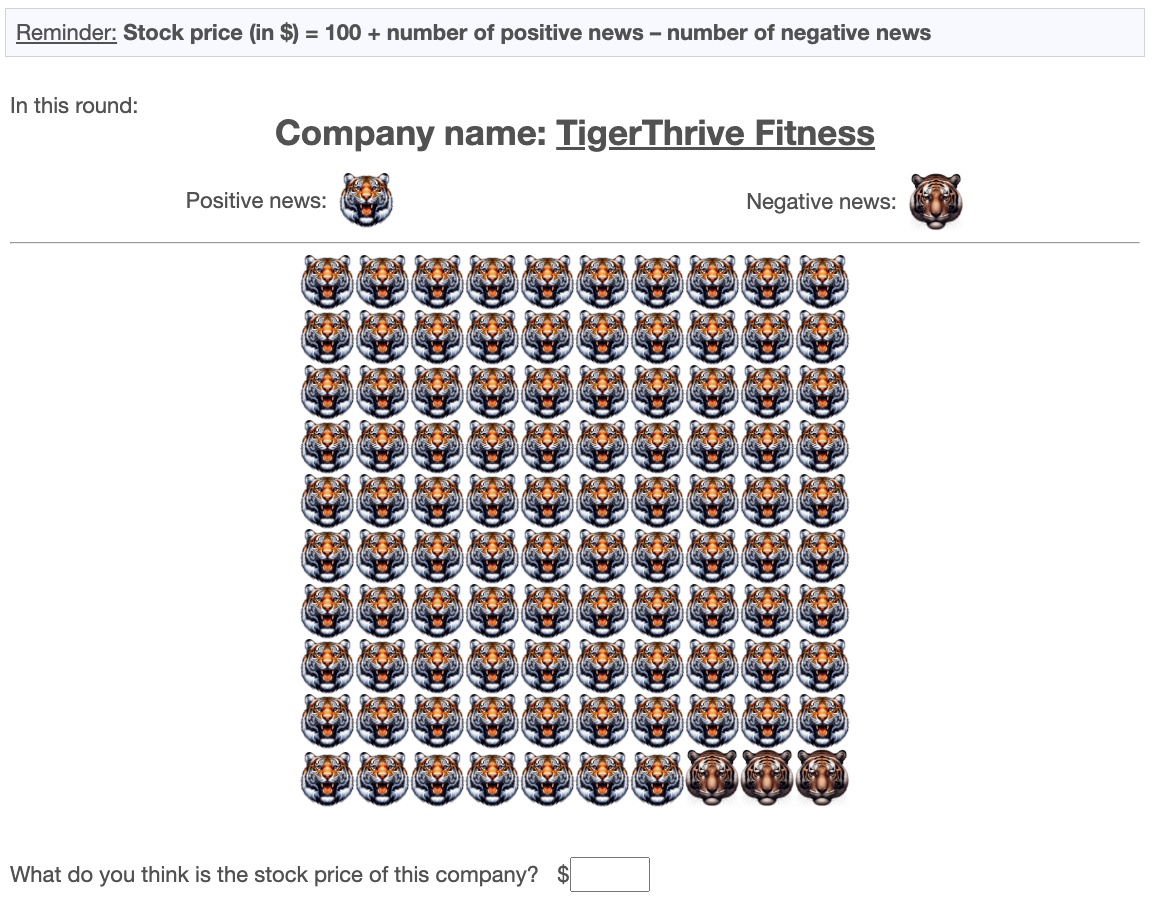 Reminder: Stock price (in $) = 100 + number of positive news – number of negative news
In this round:
Company name: TigerThrive Fitness
Positive news:
Negative news:
What do you think is the stock price of this company? $